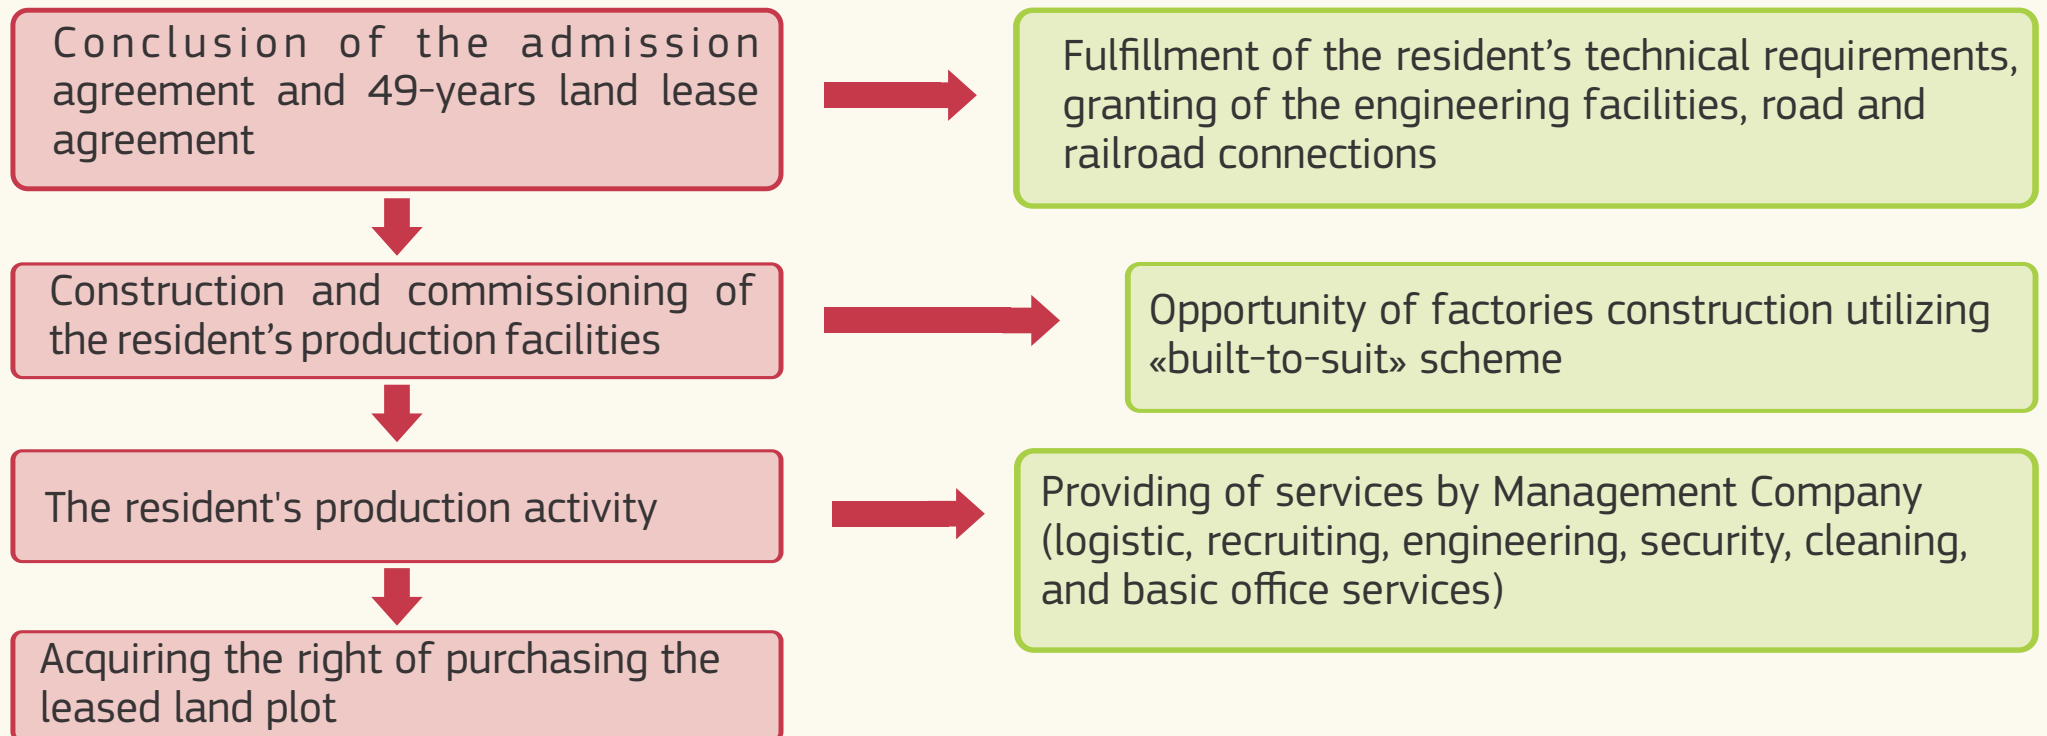 Conclusion of the admission
agreement and 49-years land lease
agreement
Fulfillment of the resident’s technical requirements,
granting of the engineering facilities, road and
railroad connections
Construction and commissioning of
the resident’s production facilities
Opportunity of factories construction utilizing
«built-to-suit» scheme
The resident's production activity
Providing of services by Management Company
(logistic, recruiting, engineering, security, cleaning,
and basic office services)
Acquiring the right of purchasing the
leased land plot